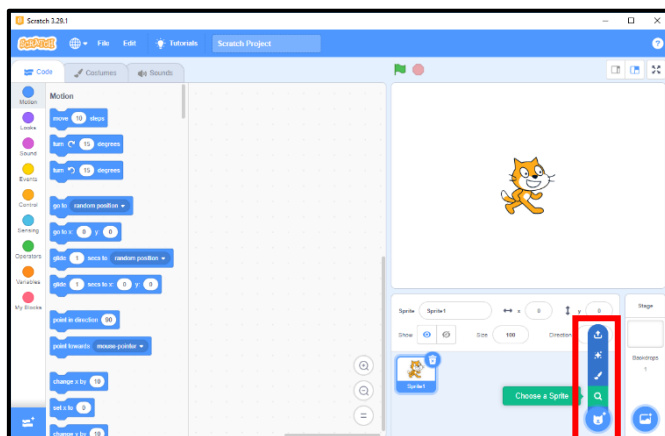 Scratch 3.29.1
SCRATCH
File Edit Tutorials Scratch Project
Code Costumes Sounds
Motion
Looks
Sound
Events
Control
Sensing
Operators
Variables
My Blocks
Motion
move 10 steps
turn 15 degrees
turn 15 degrees
go to random position
go to x: 0 y: 0
glide 1 secs to random position
glide 1 secs to x: 0 y: 0
point in direction 90
point towards mouse-pointer
change x by 10
set x to 0
change y by 10
Sprite Sprite1 x 0 y 0
Show Size 100 Direction
Sprite1
Choose a Sprite
Stage
Backdrops
1